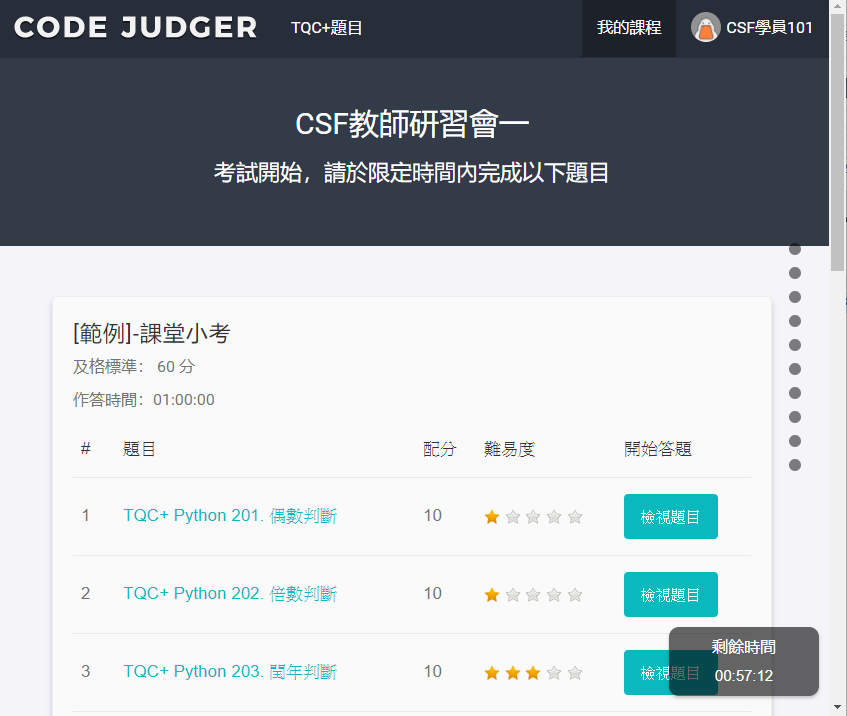 CODE JUDGER TQC+題目 我的課程 CSF學員101
CSF教師研習會一
考試開始，請於限定時間內完成以下題目
[範例]-課堂小考
及格標準： 60 分
作答時間：01:00:00
# 題目 配分 難易度 開始答題
1 TQC+ Python 201. 偶數判斷 10 檢視題目
2 TQC+ Python 202. 倍數判斷 10 檢視題目
3 TQC+ Python 203. 閏年判斷 10 檢視題目
剩餘時間
00:57:12